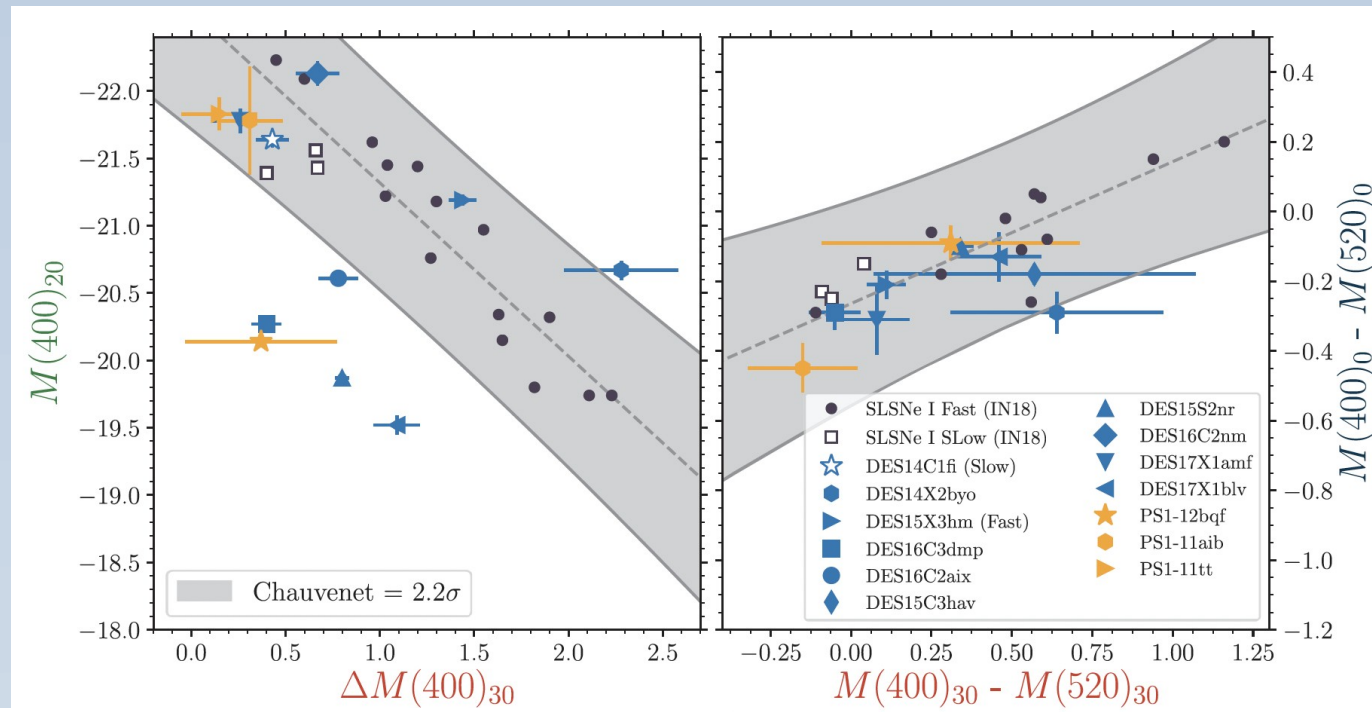 −22.0
−21.5
−21.0
−20.5
−20.0
−19.5
−19.0
−18.5
−18.0
M(400)₂₀
0.0 0.5 1.0 1.5 2.0 2.5
ΔM(400)₃₀
Chauvenet = 2.2σ
0.4
0.2
0.0
−0.2
−0.4
−0.6
−0.8
−1.0
−1.2
M(400)₀ - M(520)₀
−0.25 0.00 0.25 0.50 0.75 1.00 1.25
M(400)₃₀ - M(520)₃₀
SLSNe I Fast (IN18)
SLSNe I SLow (IN18)
DES14C1fi (Slow)
DES14X2byo
DES15X3hm (Fast)
DES16C3dmp
DES16C2aix
DES15C3hav
DES15S2nr
DES16C2nm
DES17X1amf
DES17X1blv
PS1-12bqf
PS1-11aib
PS1-11tt